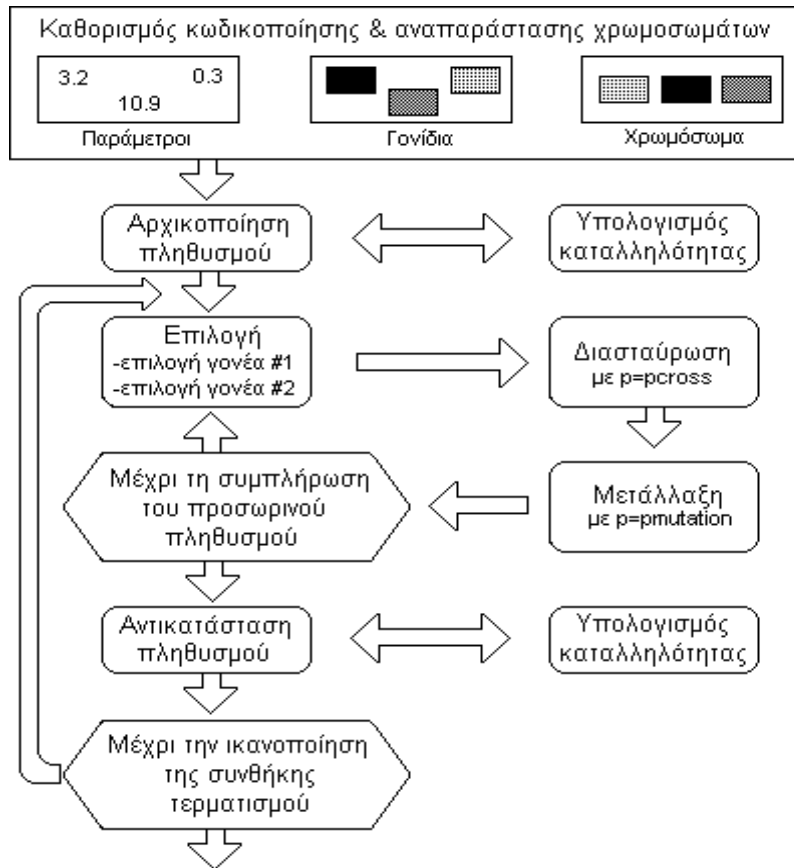 Καθορισμός κωδικοποίησης & αναπαράστασης χρωμοσωμάτων
3.2
0.3
10.9
Παράμετροι
Γονίδια
Χρωμόσωμα
Αρχικοποίηση
πληθυσμού
Υπολογισμός
καταλληλότητας
Επιλογή
-επιλογή γονέα #1
-επιλογή γονέα #2
Διασταύρωση
με p=pcross
Μέχρι τη συμπλήρωση
του προσωρινού
πληθυσμού
Μετάλλαξη
με p=pmutation
Αντικατάσταση
πληθυσμού
Υπολογισμός
καταλληλότητας
Μέχρι την ικανοποίηση
της συνθήκης
τερματισμού